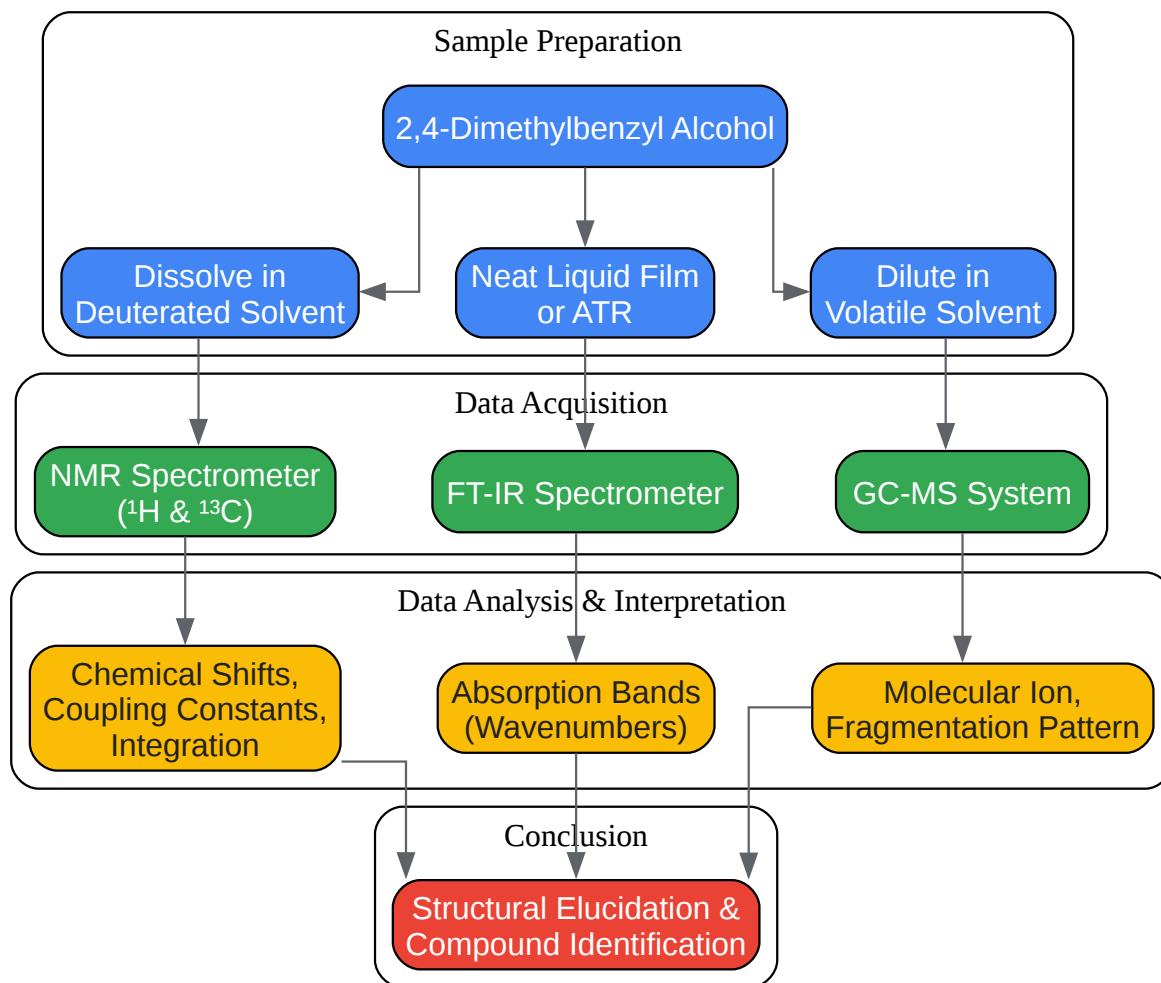 Sample Preparation
2,4-Dimethylbenzyl Alcohol
Dissolve in
Deuterated Solvent
Neat Liquid Film
or ATR
Dilute in
Volatile Solvent
Data Acquisition
NMR Spectrometer
(¹H & ¹³C)
FT-IR Spectrometer
GC-MS System
Data Analysis & Interpretation
Chemical Shifts,
Coupling Constants,
Integration
Absorption Bands
(Wavenumbers)
Molecular Ion,
Fragmentation Pattern
Conclusion
Structural Elucidation &
Compound Identification